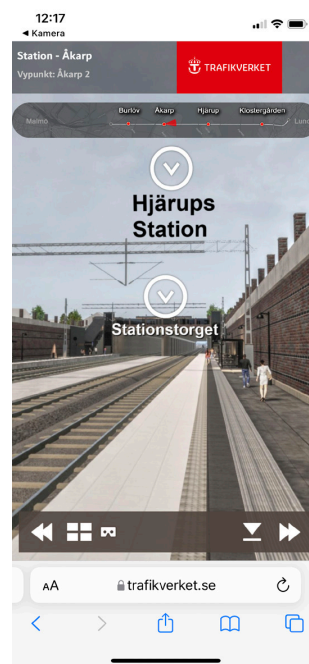 12:17
◀ Kamera
Station - Åkarp
Vypunkt: Åkarp 2
TRAFIKVERKET
Malmö
Burlöv
Åkarp
Hjärup
Klostergården
Lund
Hjärups
Station
Stationstorget
AA
trafikverket.se